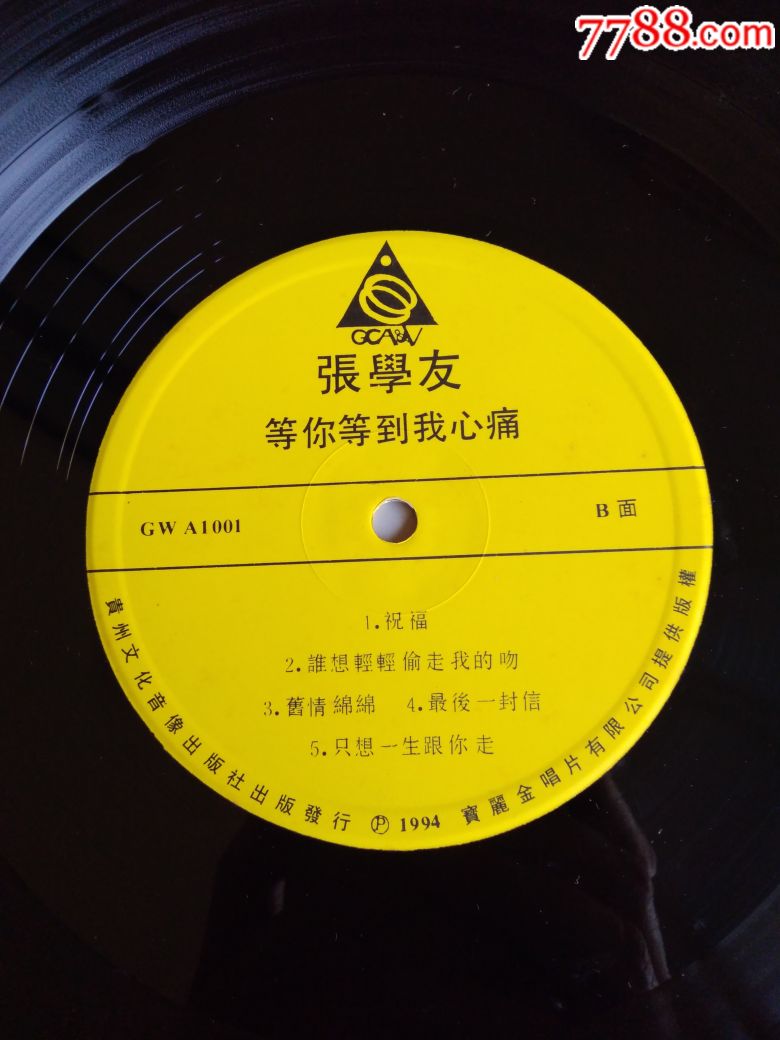 7788.com
GCA&V
張學友
等你等到我心痛
GW A1001
B 面
1.祝福
2.誰想輕輕偷走我的吻
3.舊情綿綿 4.最後一封信
5.只想一生跟你走
貴州文化音像出版社出版發行 Ⓟ 1994 寶麗金唱片有限公司提供版權